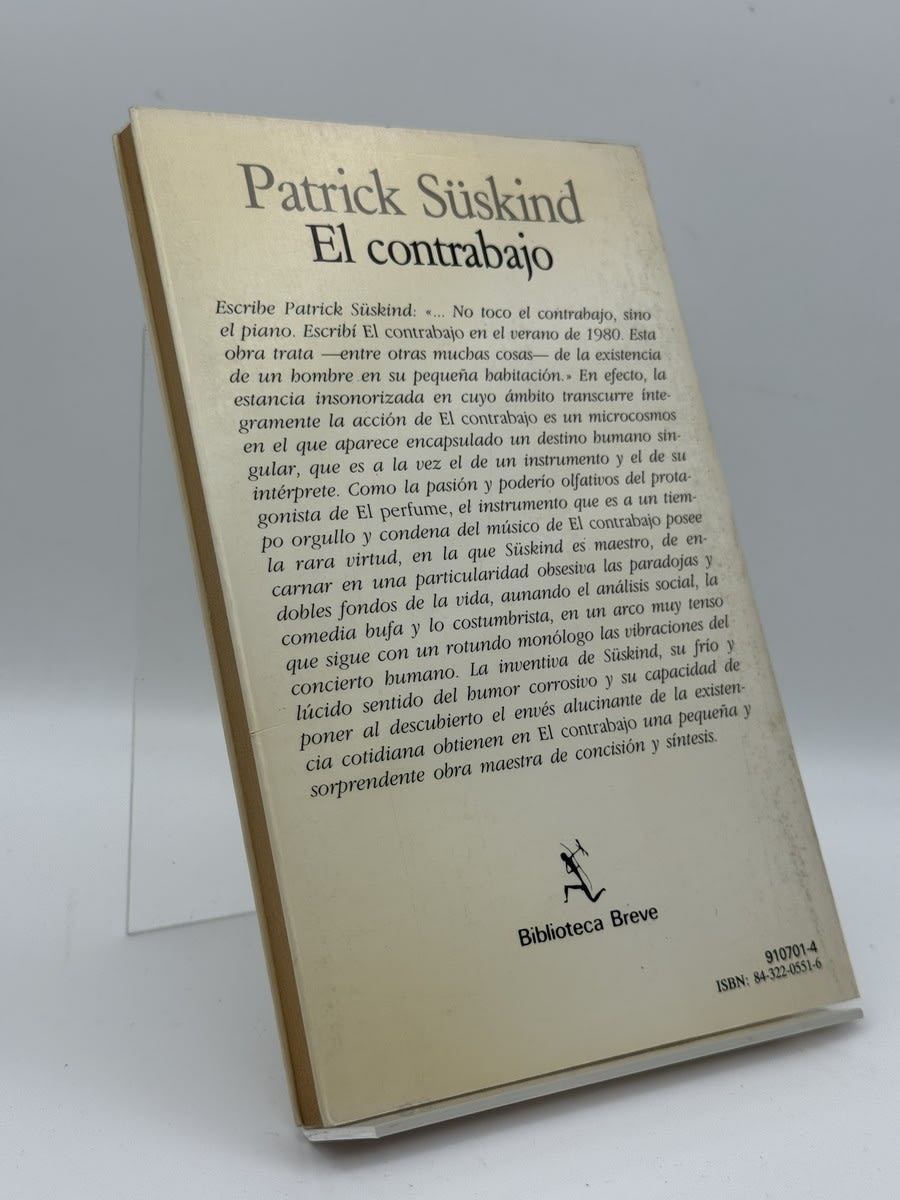 Patrick Süskind
El contrabajo
Escribe Patrick Süskind: «... No toco el contrabajo, sino
el piano. Escribí El contrabajo en el verano de 1980. Esta
obra trata —entre otras muchas cosas— de la existencia
de un hombre en su pequeña habitación.» En efecto, la
estancia insonorizada en cuyo ámbito transcurre ínte-
gramente la acción de El contrabajo es un microcosmos
en el que aparece encapsulado un destino humano sin-
gular, que es a la vez el de un instrumento y el de su
intérprete. Como la pasión y poderío olfativos del prota-
gonista de El perfume, el instrumento que es a un tiem-
po orgullo y condena del músico de El contrabajo posee
la rara virtud, en la que Süskind es maestro, de en-
carnar en una particularidad obsesiva las paradojas y
dobles fondos de la vida, aunando el análisis social, la
comedia bufa y lo costumbrista, en un arco muy tenso
que sigue con un rotundo monólogo las vibraciones del
concierto humano. La inventiva de Süskind, su frío y
lúcido sentido del humor corrosivo y su capacidad de
poner al descubierto el envés alucinante de la existen-
cia cotidiana obtienen en El contrabajo una pequeña y
sorprendente obra maestra de concisión y síntesis.
Biblioteca Breve
910701-4
ISBN: 84-322-0551-6